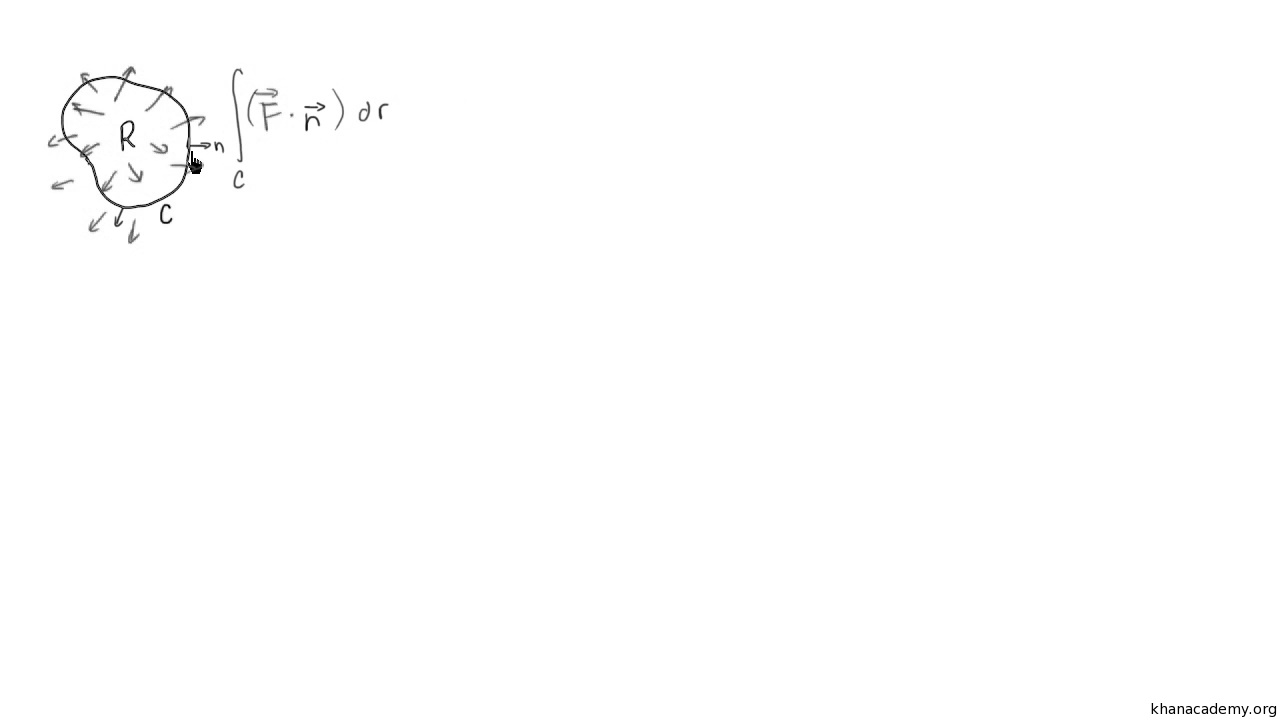 R
n
C
∫ (F⃗ · n⃗) dr
C
khanacademy.org